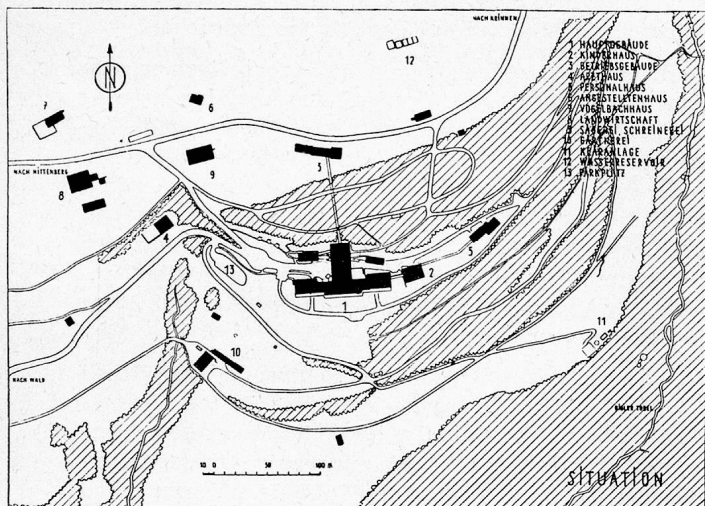 NACH
N
12
1 HAUPTGEBÄUDE
2 KINDERHAUS
3 BETRIEBSGEBÄUDE
4 ARZTHAUS
5 PERSONALHAUS
6 ANGESTELLTENHAUS
7 VOGELBACHHAUS
8 LANDWIRTSCHAFT
9 SÄGEREI SCHREINEREI
10 GÄRTNEREI
11 KLÄRANLAGE
12 WASSERRESERVOIR
13 PARKPLATZ
7
6
9
3
NACH HITTENBERG
8
4
5
13
2
1
11
10
NACH WALD
TOBEL
10 0 50 100 M
SITUATION